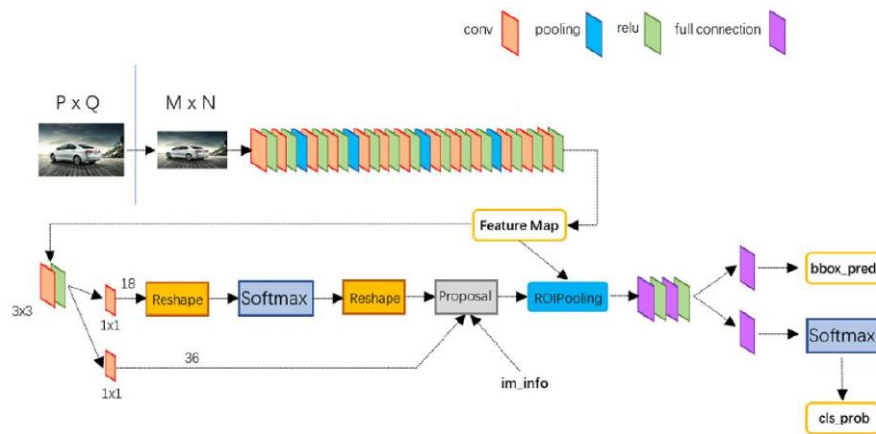 conv pooling relu full connection
P x Q M x N
Feature Map
bbox_pred
18
Reshape Softmax Reshape Proposal ROIPooling
3x3
1x1
Softmax
36
1x1
im_info
cls_prob